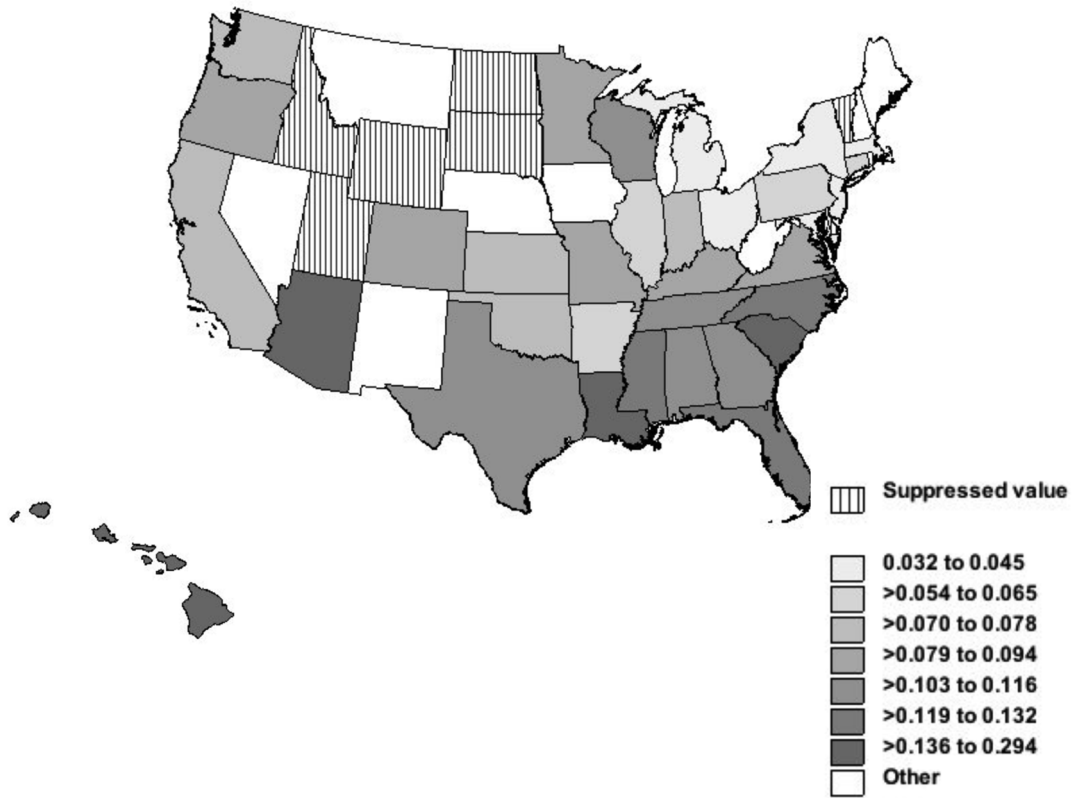 Suppressed value
0.032 to 0.045
>0.054 to 0.065
>0.070 to 0.078
>0.079 to 0.094
>0.103 to 0.116
>0.119 to 0.132
>0.136 to 0.294
Other